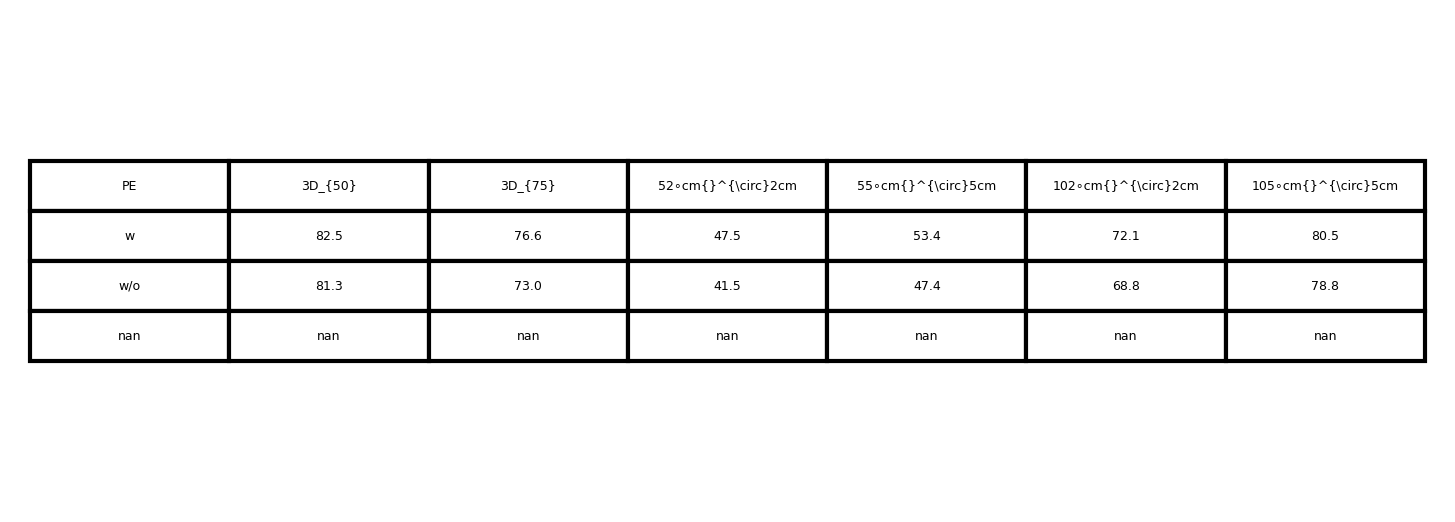 PE 3D_{50} 3D_{75} 52∘cm{}^{\circ}2cm 55∘cm{}^{\circ}5cm 102∘cm{}^{\circ}2cm 105∘cm{}^{\circ}5cm
w 82.5 76.6 47.5 53.4 72.1 80.5
w/o 81.3 73.0 41.5 47.4 68.8 78.8
nan nan nan nan nan nan nan